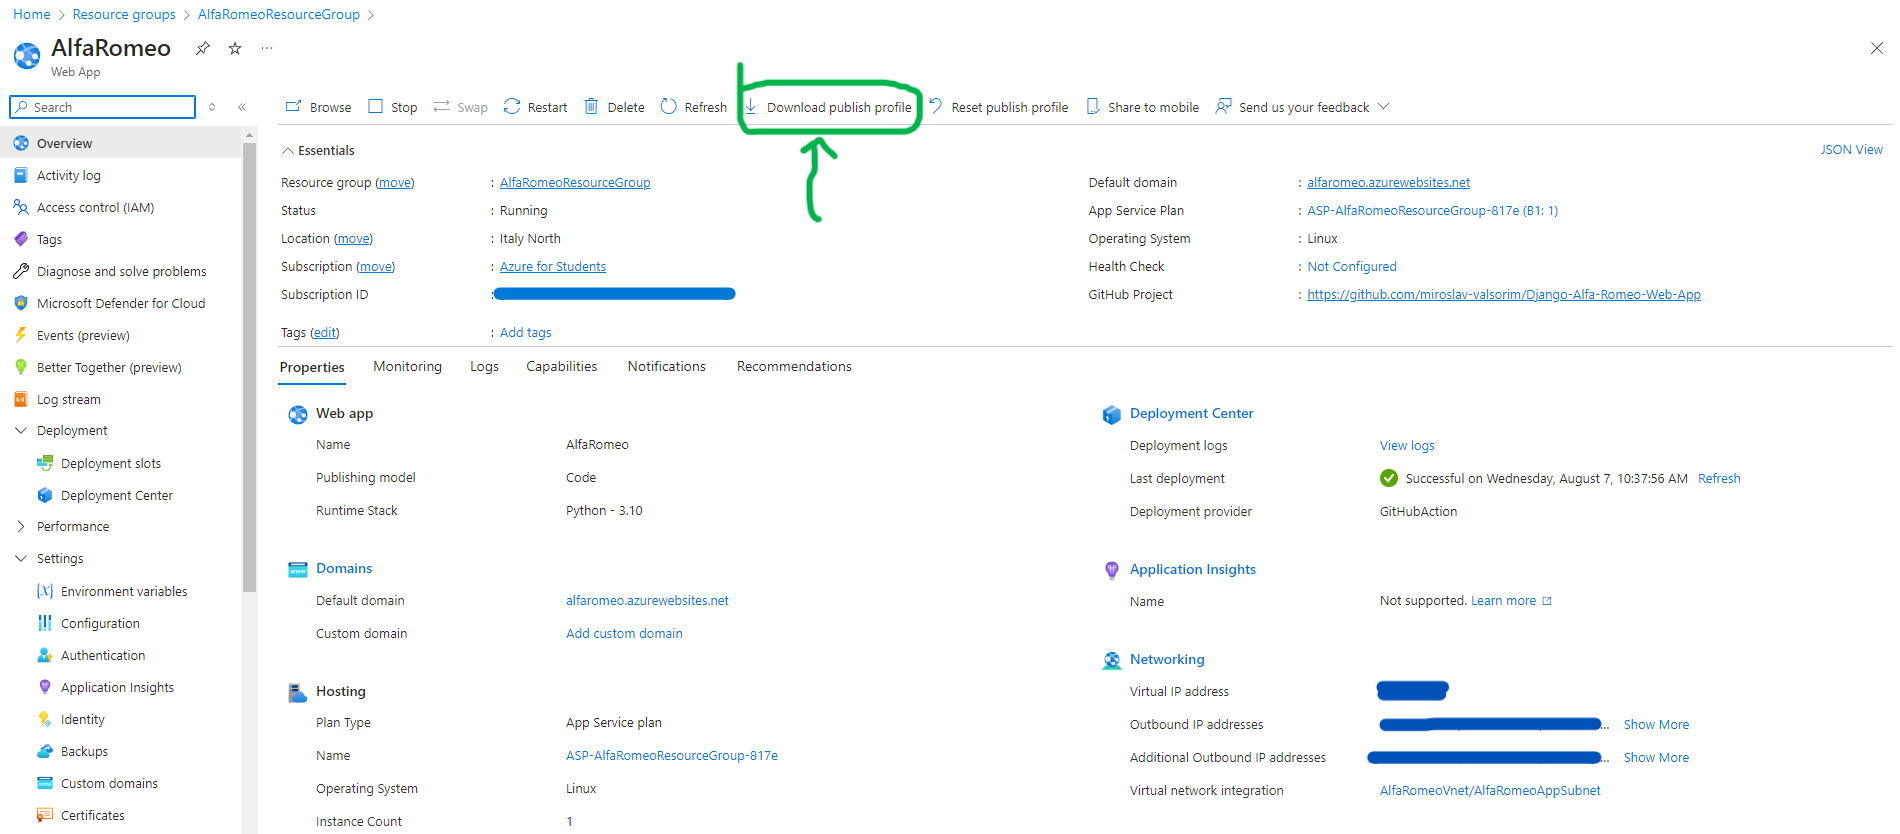 Home > Resource groups > AlfaRomeoResourceGroup >
AlfaRomeo
Web App
Search
Browse Stop Swap Restart Delete Refresh Download publish profile Reset publish profile Share to mobile Send us your feedback
Overview
Activity log
Access control (IAM)
Tags
Diagnose and solve problems
Microsoft Defender for Cloud
Events (preview)
Better Together (preview)
Log stream
Deployment
Deployment slots
Deployment Center
Performance
Settings
Environment variables
Configuration
Authentication
Application Insights
Identity
Backups
Custom domains
Certificates
Essentials
JSON View
Resource group (move) : AlfaRomeoResourceGroup
Status : Running
Location (move) : Italy North
Subscription (move) : Azure for Students
Subscription ID :
Tags (edit) : Add tags
Default domain : alfaromeo.azurewebsites.net
App Service Plan : ASP-AlfaRomeoResourceGroup-817e (B1: 1)
Operating System : Linux
Health Check : Not Configured
GitHub Project : https://github.com/miroslav-valsorim/Django-Alfa-Romeo-Web-App
Properties Monitoring Logs Capabilities Notifications Recommendations
Web app
Name AlfaRomeo
Publishing model Code
Runtime Stack Python - 3.10
Domains
Default domain alfaromeo.azurewebsites.net
Custom domain Add custom domain
Hosting
Plan Type App Service plan
Name ASP-AlfaRomeoResourceGroup-817e
Operating System Linux
Instance Count 1
Deployment Center
Deployment logs View logs
Last deployment Successful on Wednesday, August 7, 10:37:56 AM Refresh
Deployment provider GitHubAction
Application Insights
Name Not supported. Learn more
Networking
Virtual IP address
Outbound IP addresses ... Show More
Additional Outbound IP addresses ... Show More
Virtual network integration AlfaRomeoVnet/AlfaRomeoAppSubnet